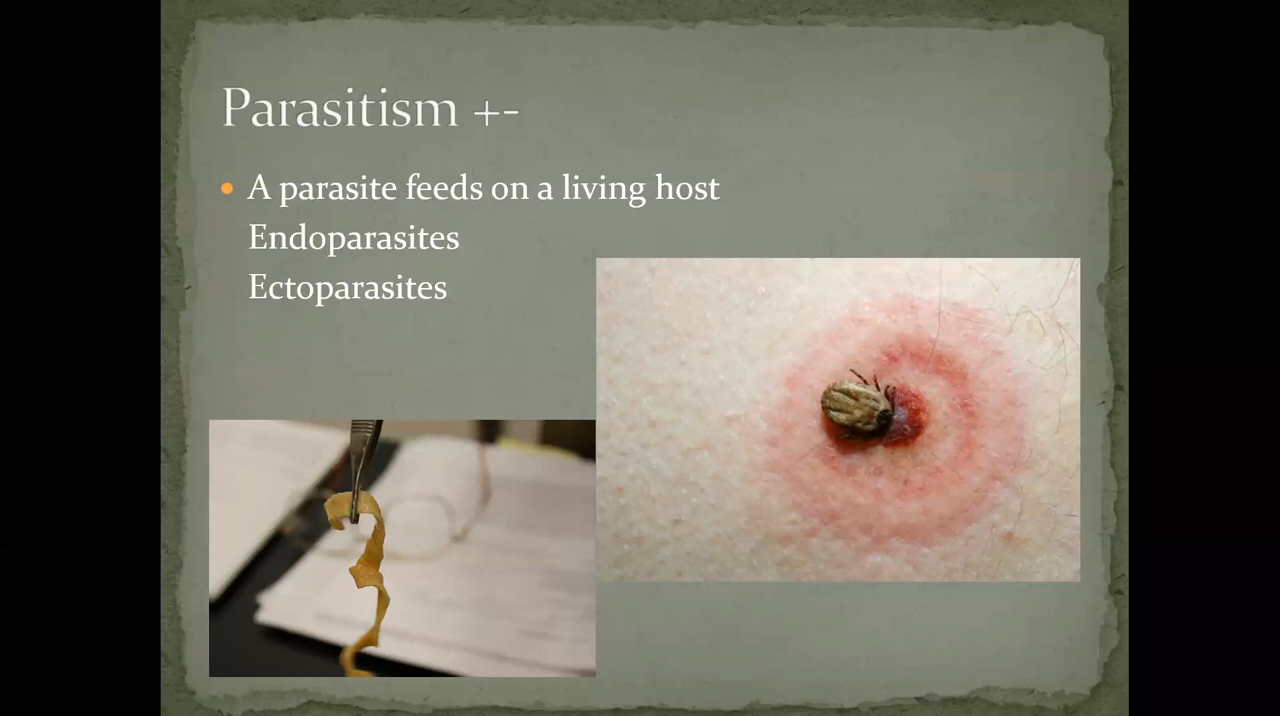 Parasitism +-
A parasite feeds on a living host
Endoparasites
Ectoparasites